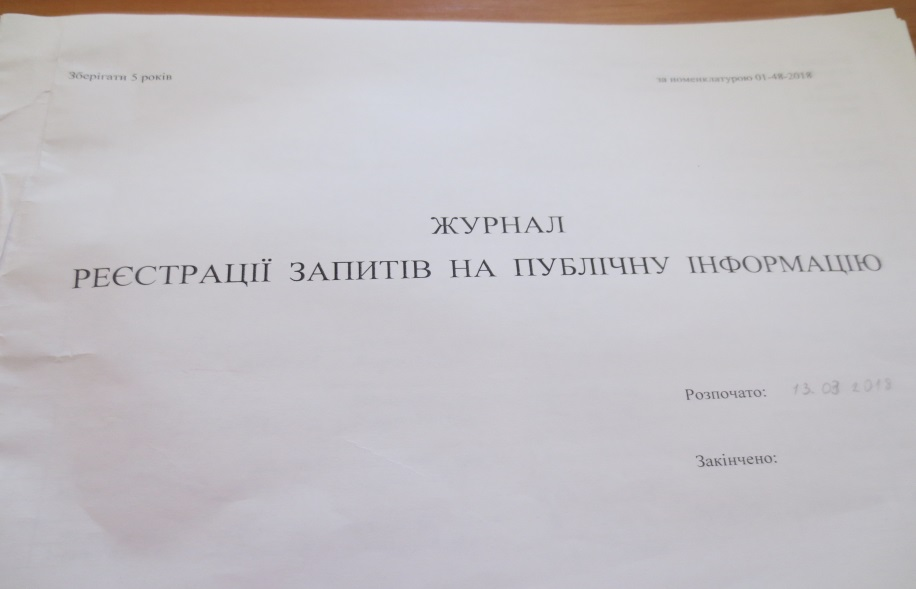 Зберігати 5 років
за номенклатурою 01-48-2018
ЖУРНАЛ
РЕЄСТРАЦІЇ ЗАПИТІВ НА ПУБЛІЧНУ ІНФОРМАЦІЮ
Розпочато: 13.03 2018
Закінчено: